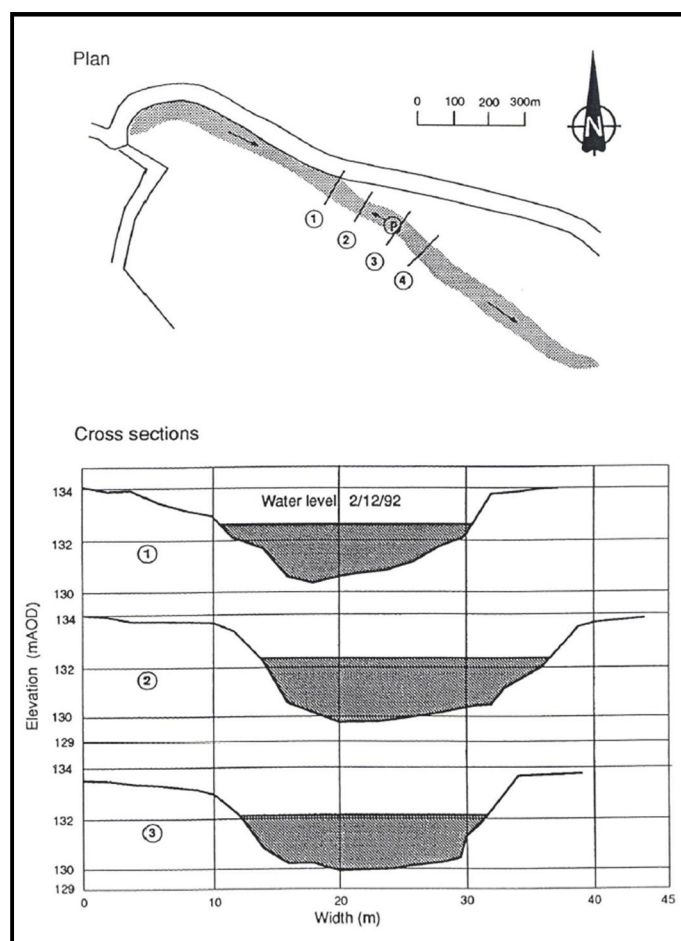 Plan
0 100 200 300m
N
1
2
P
3
4
Cross sections
Water level 2/12/92
134
132
1
130
134
132
2
130
129
134
132
3
130
129
Elevation (mAOD)
0 10 20 30 40 45
Width (m)